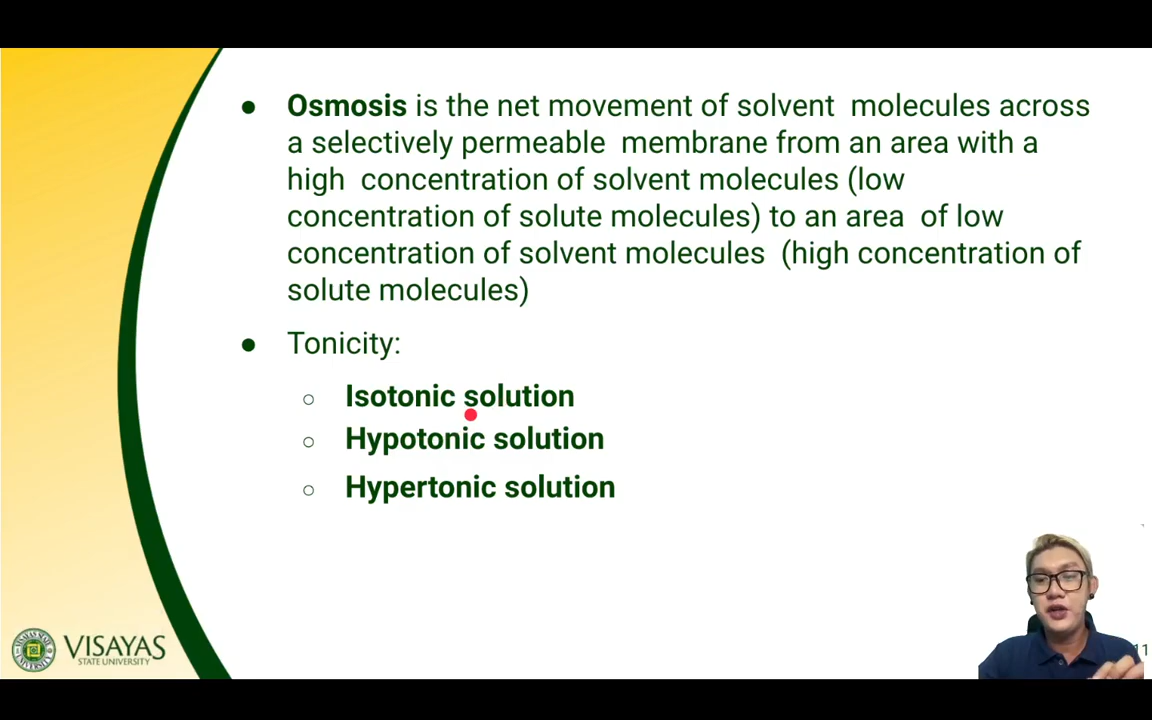 ● Osmosis is the net movement of solvent molecules across
a selectively permeable membrane from an area with a
high concentration of solvent molecules (low
concentration of solute molecules) to an area of low
concentration of solvent molecules (high concentration of
solute molecules)
● Tonicity:
○ Isotonic solution
○ Hypotonic solution
○ Hypertonic solution
VISAYAS
STATE UNIVERSITY
11